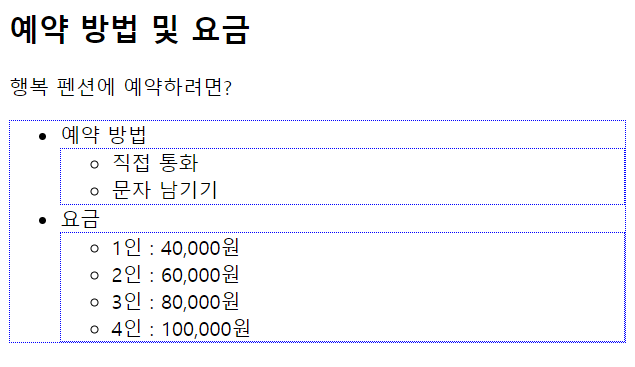 예약 방법 및 요금
행복 펜션에 예약하려면?
예약 방법
직접 통화
문자 남기기
요금
1인 : 40,000원
2인 : 60,000원
3인 : 80,000원
4인 : 100,000원